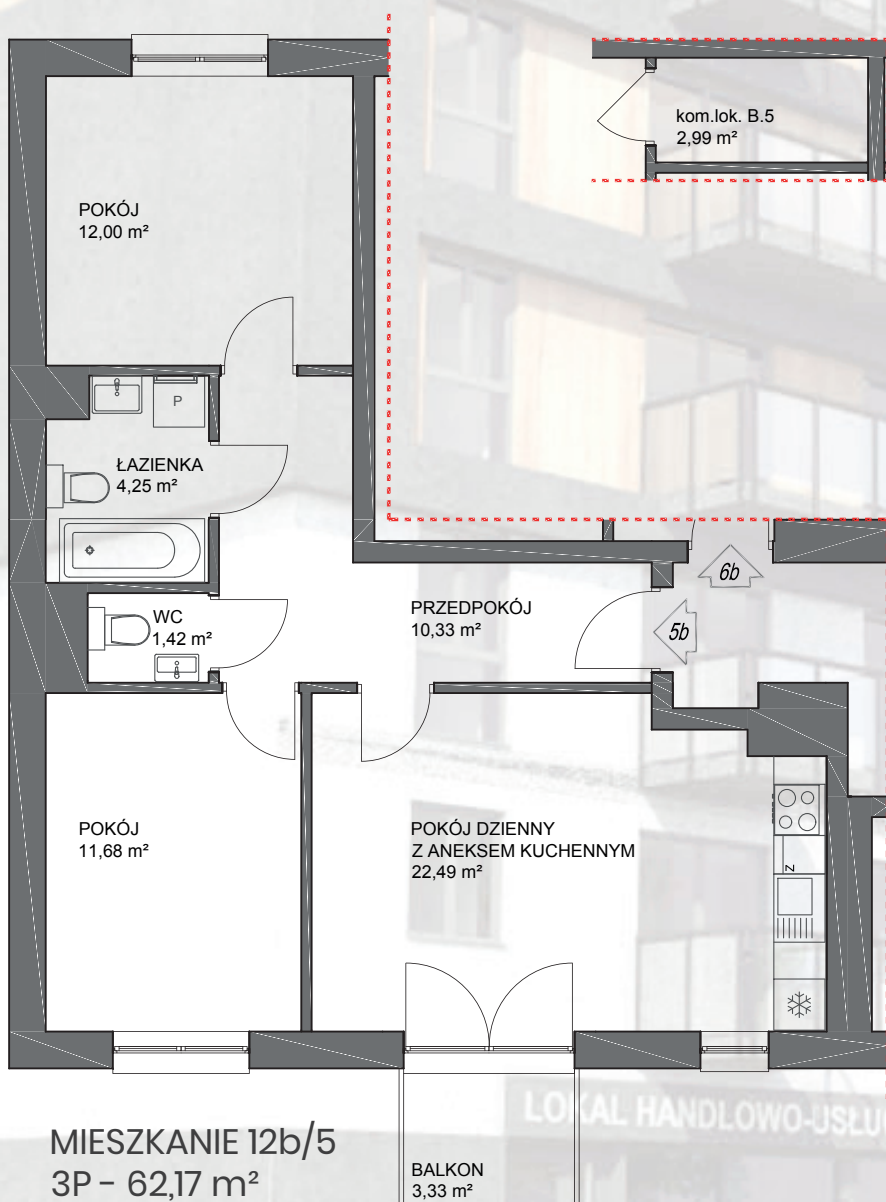 kom.lok. B.5
2,99 m²
POKÓJ
12,00 m²
P
ŁAZIENKA
4,25 m²
6b
WC
1,42 m²
PRZEDPOKÓJ
10,33 m²
5b
POKÓJ
11,68 m²
POKÓJ DZIENNY
Z ANEKSEM KUCHENNYM
22,49 m²
Z
LOKAL HANDLOWO-USŁU
MIESZKANIE 12b/5
3P - 62,17 m²
BALKON
3,33 m²